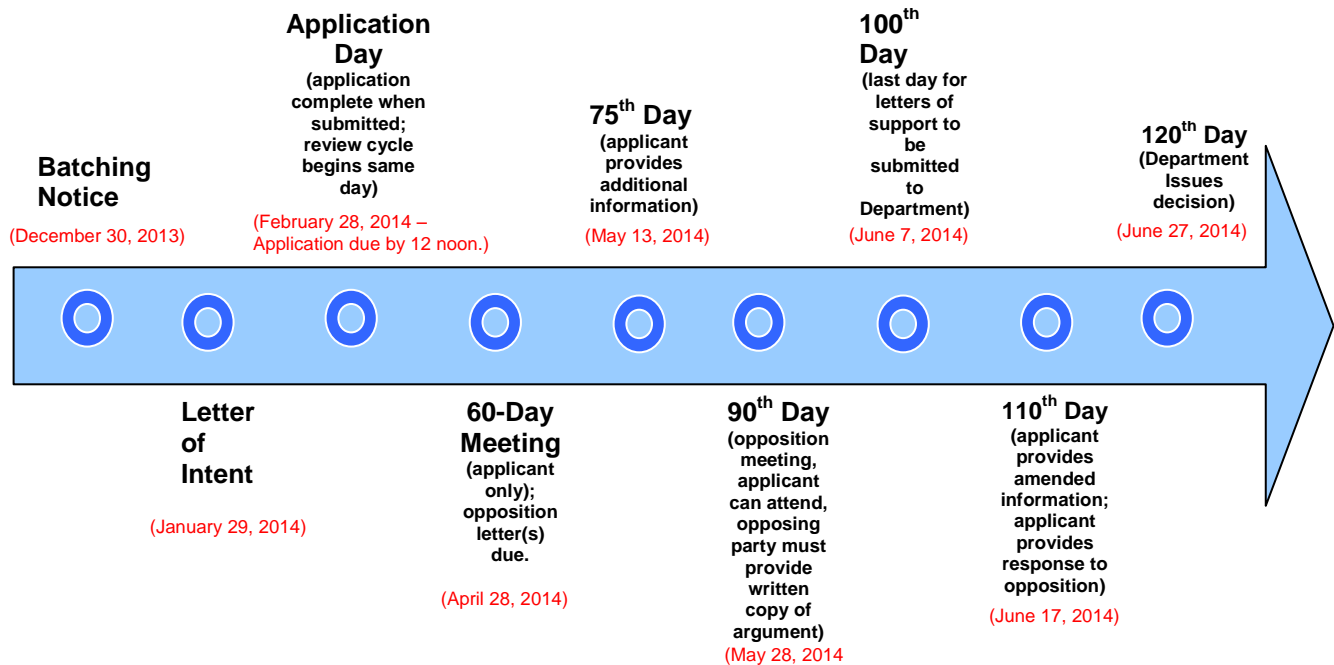 Batching
Notice
(December 30, 2013)
Letter
of
Intent
(January 29, 2014)
Application
Day
(application
complete when
submitted;
review cycle
begins same
day)
(February 28, 2014 –
Application due by 12 noon.)
60-Day
Meeting
(applicant
only);
opposition
letter(s)
due.
(April 28, 2014)
75th Day
(applicant
provides
additional
information)
(May 13, 2014)
90th Day
(opposition
meeting,
applicant
can attend,
opposing
party must
provide
written
copy of
argument)
(May 28, 2014
100th
Day
(last day for
letters of
support to
be
submitted
to
Department)
(June 7, 2014)
110th Day
(applicant
provides
amended
information;
applicant
provides
response to
opposition)
(June 17, 2014)
120th Day
(Department
Issues
decision)
(June 27, 2014)